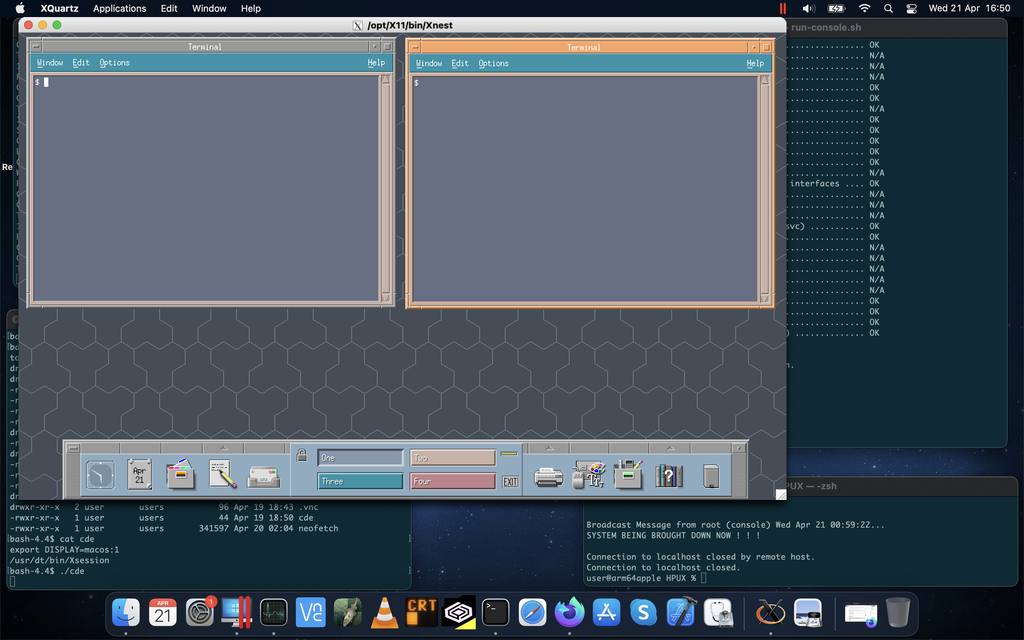 XQuartz Applications Edit Window Help
Wed 21 Apr 16:50
/opt/X11/bin/Xnest
run-console.sh
Terminal
Window Edit Options Help
$
Terminal
Window Edit Options Help
$
................ OK
................ N/A
................ N/A
................ N/A
................ OK
................ OK
................ N/A
................ OK
................ OK
................ OK
................ OK
................ OK
................ N/A
interfaces .... OK
................ N/A
................ N/A
................ N/A
svc) ........... OK
................ OK
................ N/A
................ N/A
................ N/A
................ N/A
................ N/A
................ OK
................ OK
................ OK
) .............. OK
Re
Apr
21
One
Two
Three
Four
EXIT
drwxr-xr-x 2 user users 96 Apr 19 18:43 .vnc
-rwxr-xr-x 1 user users 44 Apr 19 18:50 cde
-rwxr-xr-x 1 user users 341597 Apr 20 02:04 neofetch
[bash-4.4$ cat cde
export DISPLAY=macos:1
/usr/dt/bin/Xsession
[bash-4.4$ ./cde
HPUX — -zsh
Broadcast Message from root (console) Wed Apr 21 00:59:22...
SYSTEM BEING BROUGHT DOWN NOW ! ! !
Connection to localhost closed by remote host.
Connection to localhost closed.
user@arm64apple HPUX %
APR
21
1
CRT